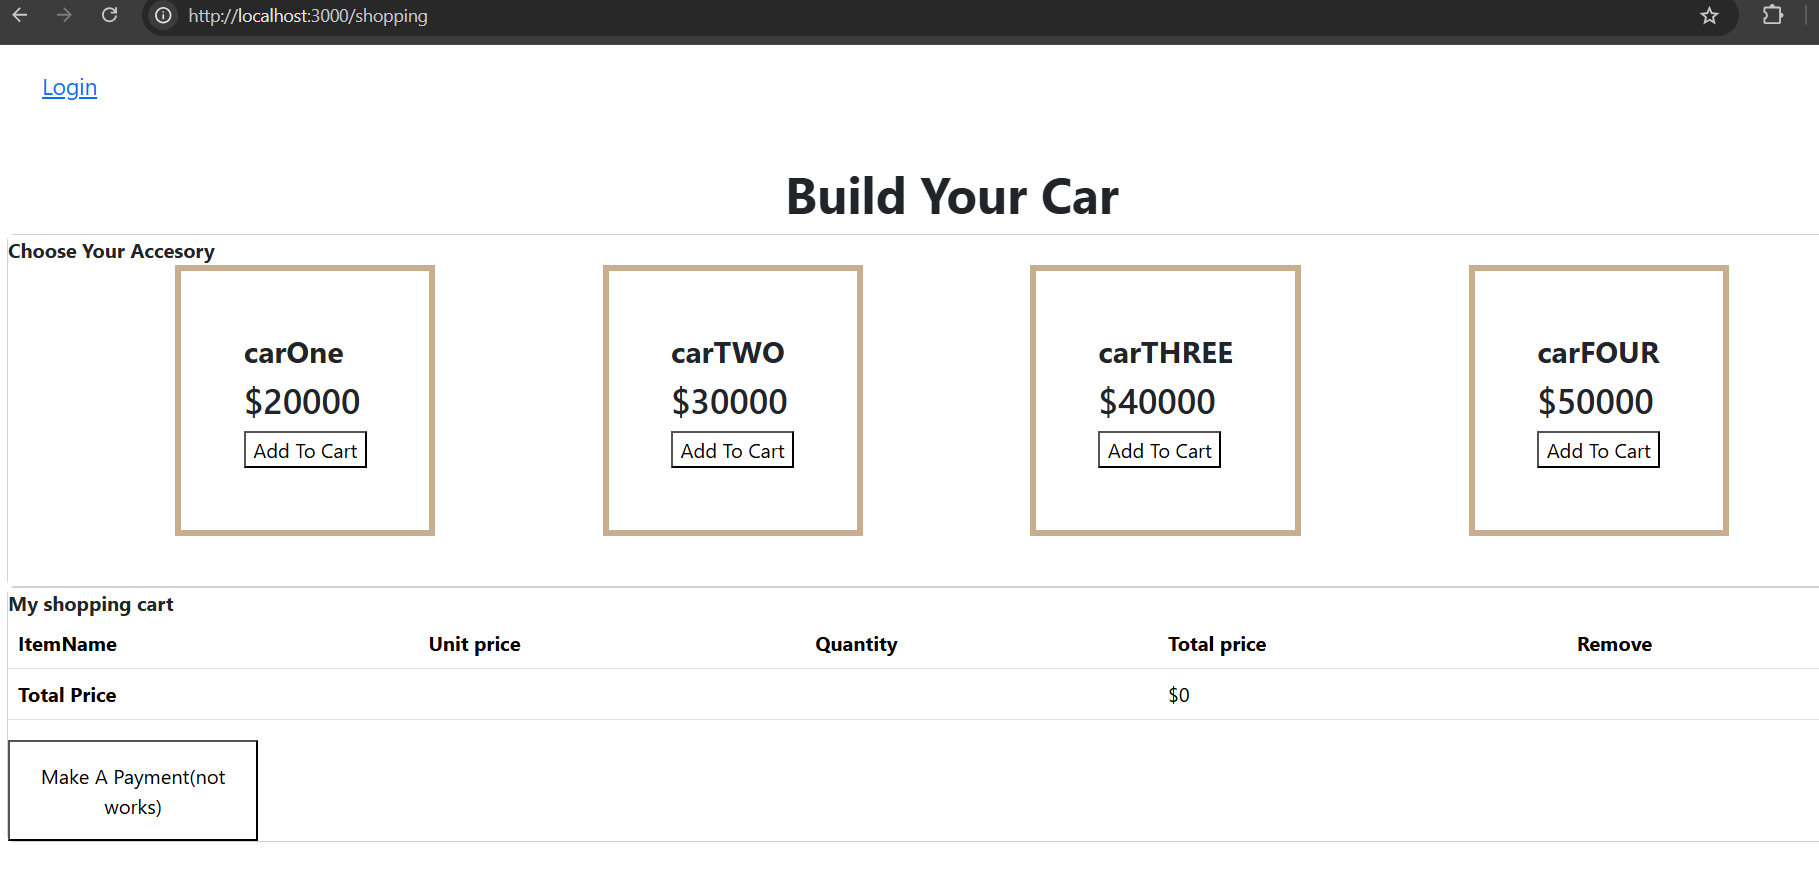 http://localhost:3000/shopping
Login
Build Your Car
Choose Your Accesory
carOne
$20000
Add To Cart
carTWO
$30000
Add To Cart
carTHREE
$40000
Add To Cart
carFOUR
$50000
Add To Cart
My shopping cart
ItemName Unit price Quantity Total price Remove
Total Price $0
Make A Payment(not
works)